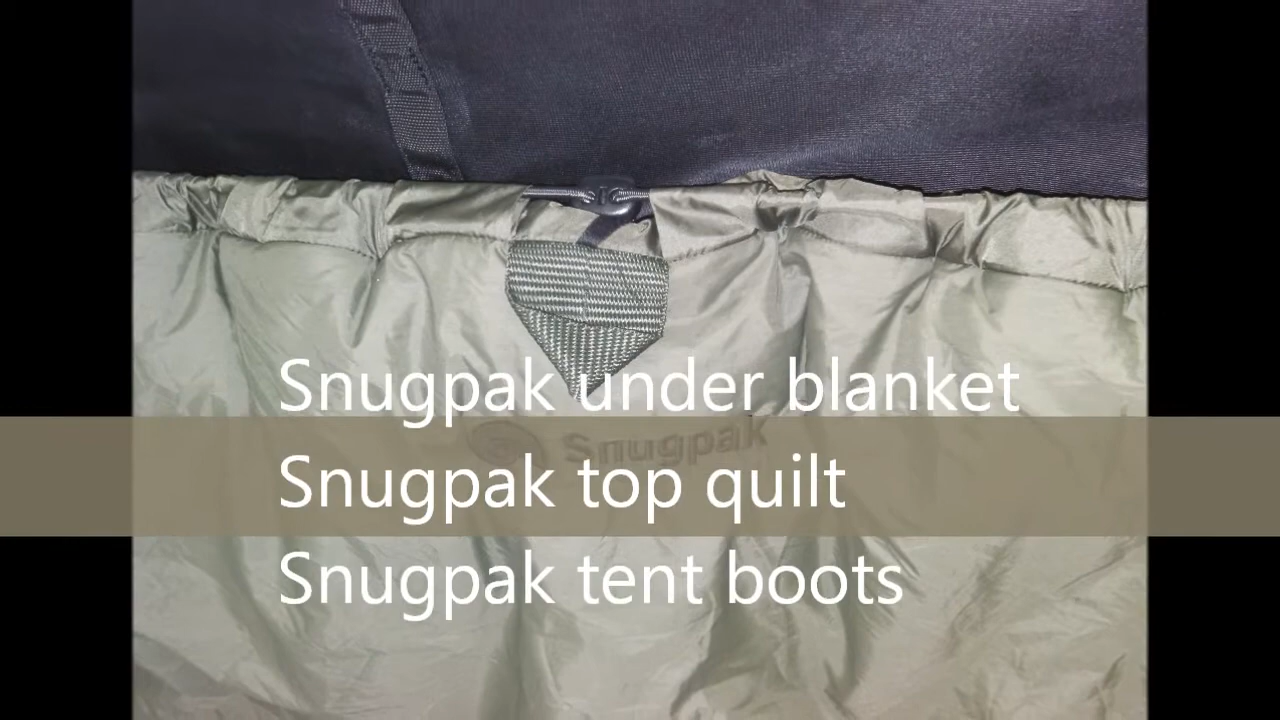 Snugpak under blanket
Snugpak
Snugpak top quilt
Snugpak tent boots